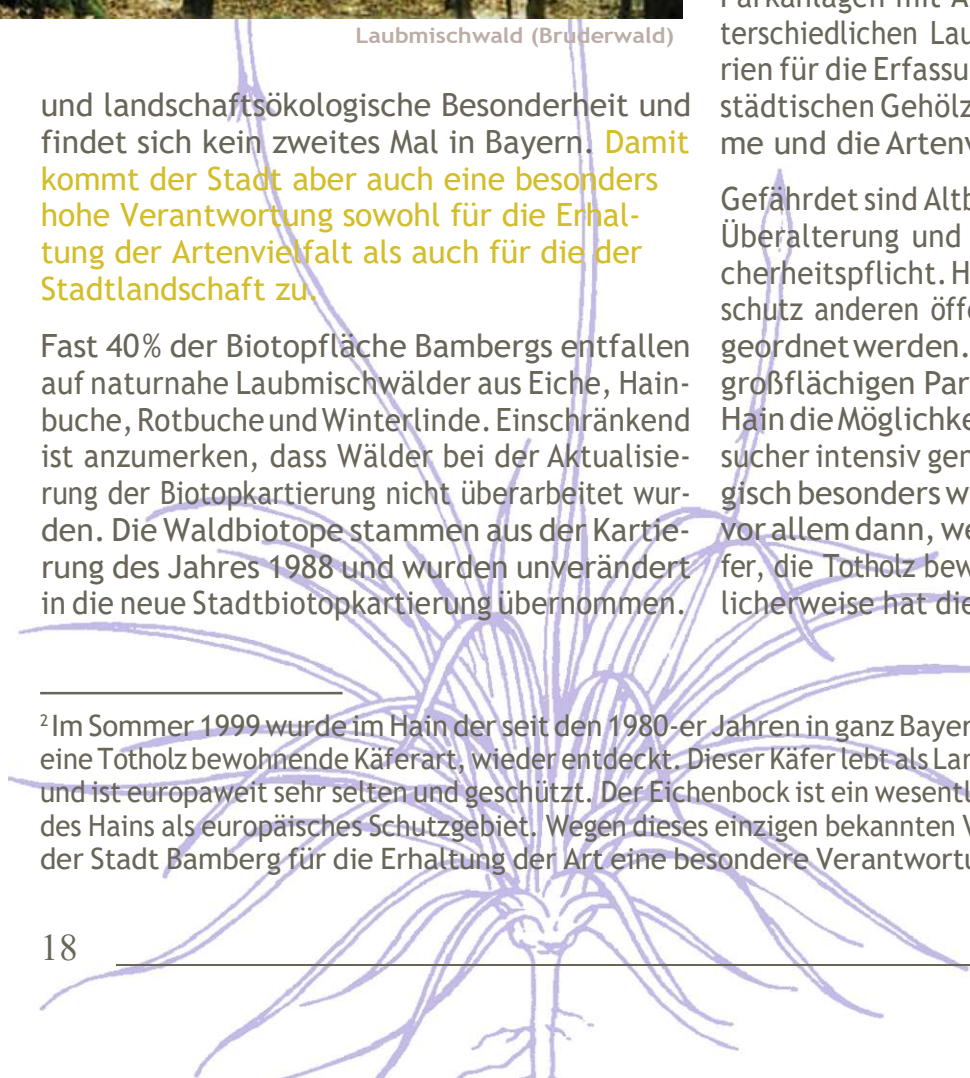 Laubmischwald (Bruderwald)
und landschaftsökologische Besonderheit und
findet sich kein zweites Mal in Bayern. Damit
kommt der Stadt aber auch eine besonders
hohe Verantwortung sowohl für die Erhal-
tung der Artenvielfalt als auch für die der
Stadtlandschaft zu.
Fast 40% der Biotopfläche Bambergs entfallen
auf naturnahe Laubmischwälder aus Eiche, Hain-
buche, Rotbuche und Winterlinde. Einschränkend
ist anzumerken, dass Wälder bei der Aktualisie-
rung der Biotopkartierung nicht überarbeitet wur-
den. Die Waldbiotope stammen aus der Kartie-
rung des Jahres 1988 und wurden unverändert
in die neue Stadtbiotopkartierung übernommen.
terschiedlichen Lau
rien für die Erfassu
städtischen Gehölz
me und die Artenv
Gefährdet sind Altb
Überalterung und
cherheitspflicht. H
schutz anderen öffe
geordnet werden.
großflächigen Par
Hain die Möglichke
sucher intensiv gen
gisch besonders w
vor allem dann, we
fer, die Totholz bew
licherweise hat die
2 Im Sommer 1999 wurde im Hain der seit den 1980-er Jahren in ganz Bayer
eine Totholz bewohnende Käferart, wieder entdeckt. Dieser Käfer lebt als Lar
und ist europaweit sehr selten und geschützt. Der Eichenbock ist ein wesentl
des Hains als europäisches Schutzgebiet. Wegen dieses einzigen bekannten V
der Stadt Bamberg für die Erhaltung der Art eine besondere Verantwortu
18